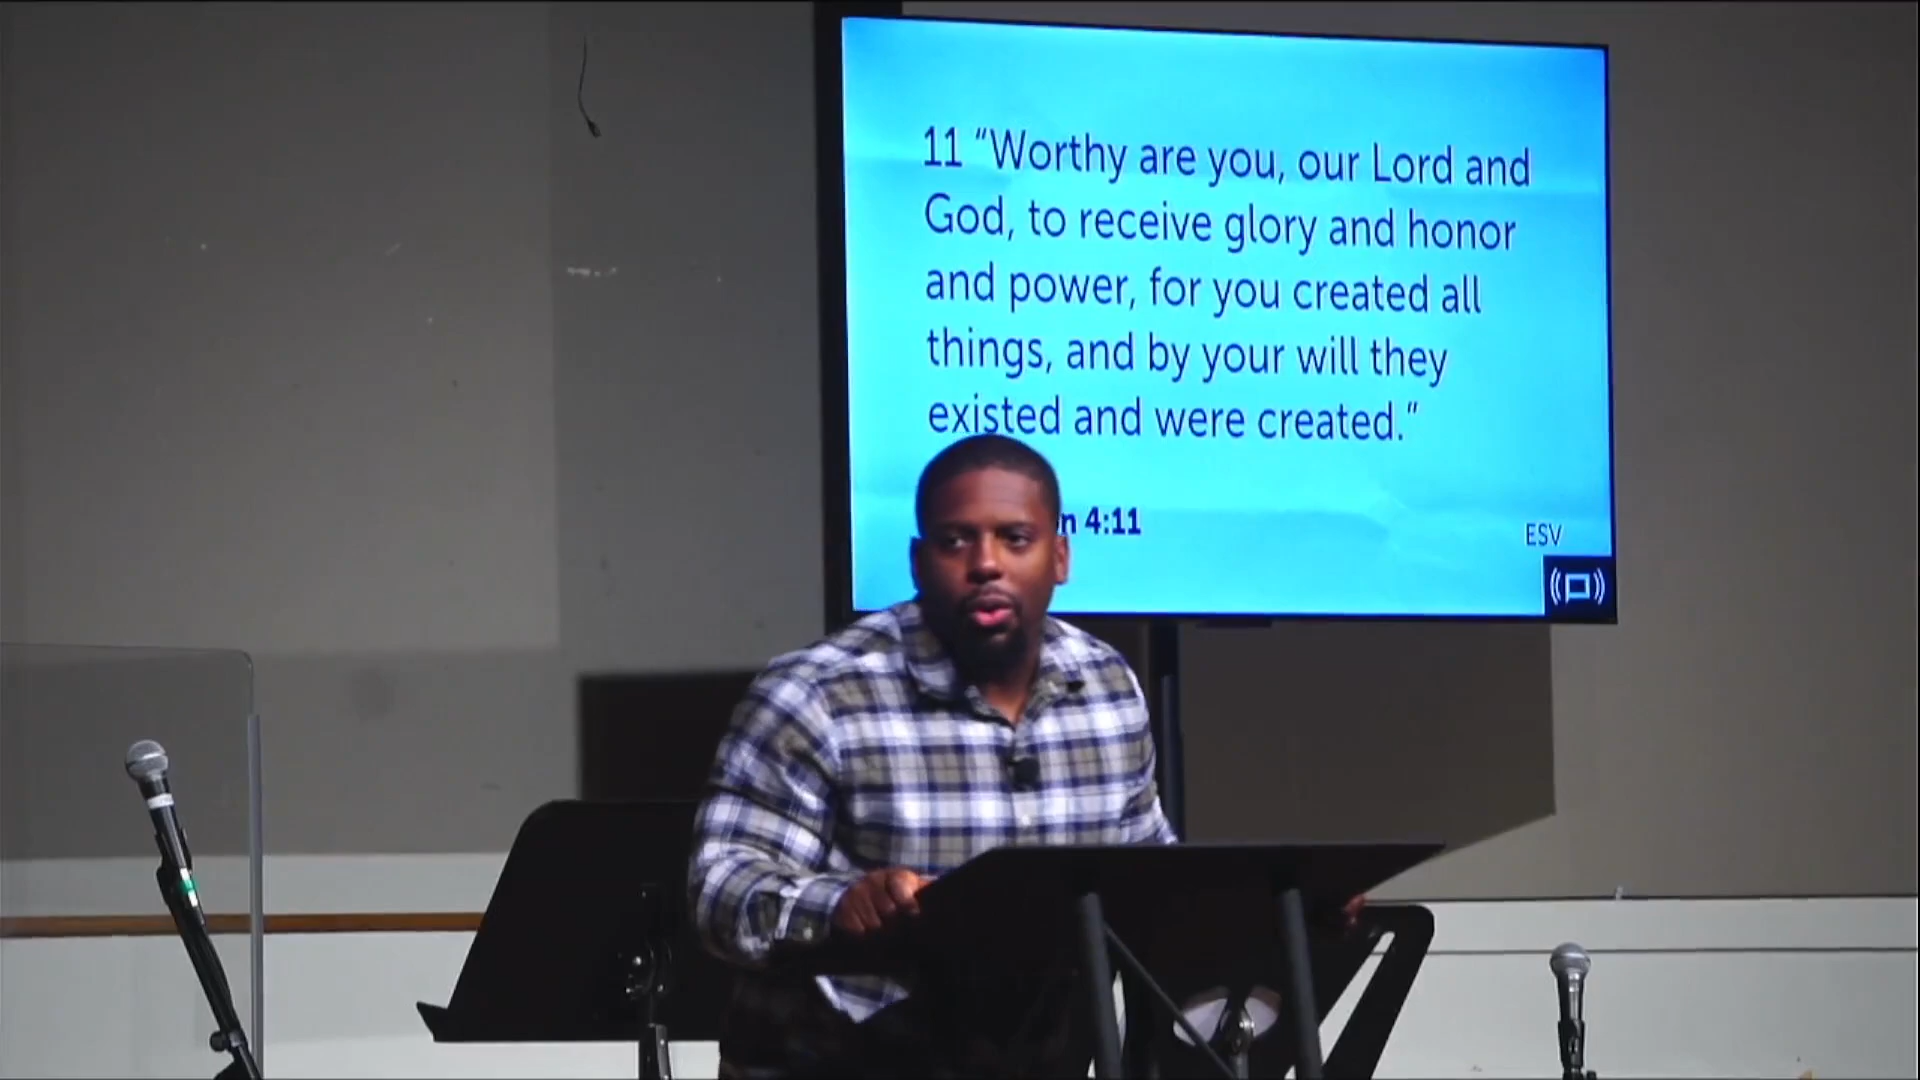 11 “Worthy are you, our Lord and
God, to receive glory and honor
and power, for you created all
things, and by your will they
existed and were created.”
4:11
ESV